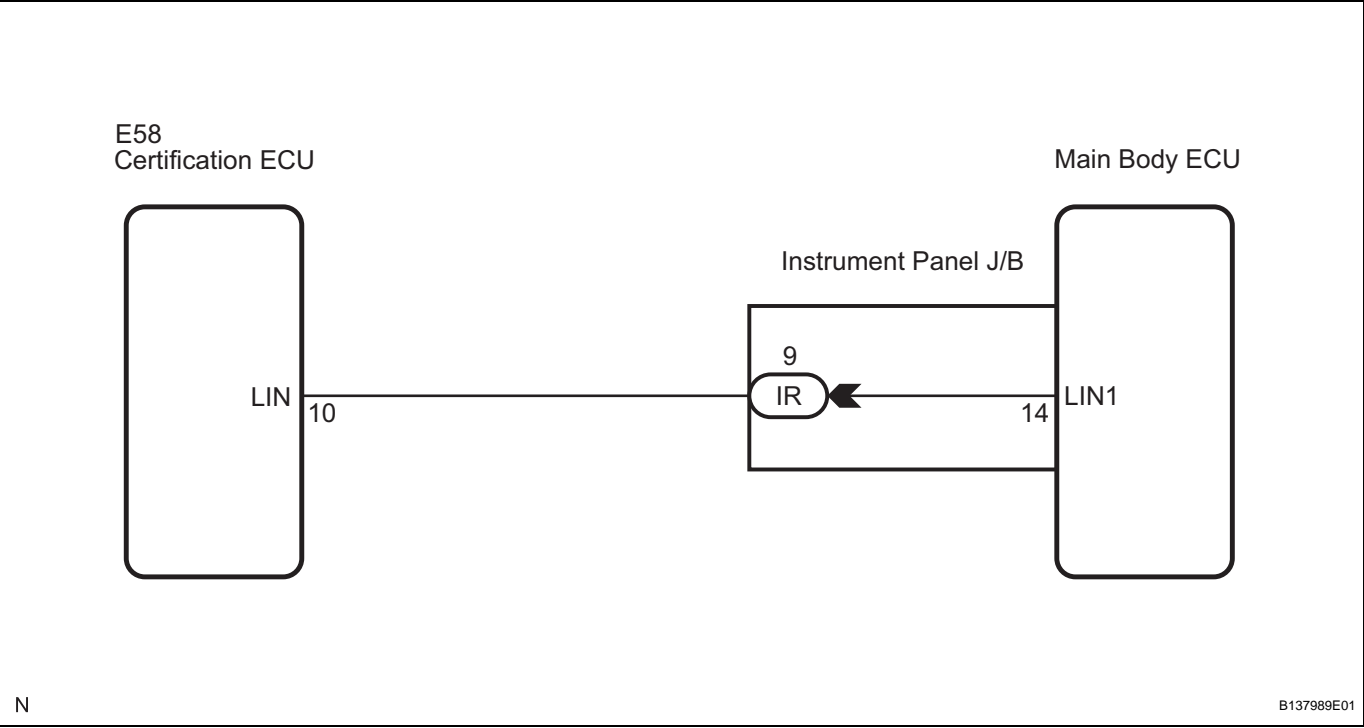 E58
Certification ECU
Main Body ECU
Instrument Panel J/B
9
LIN
10
IR
14
LIN1
N
B137989E01